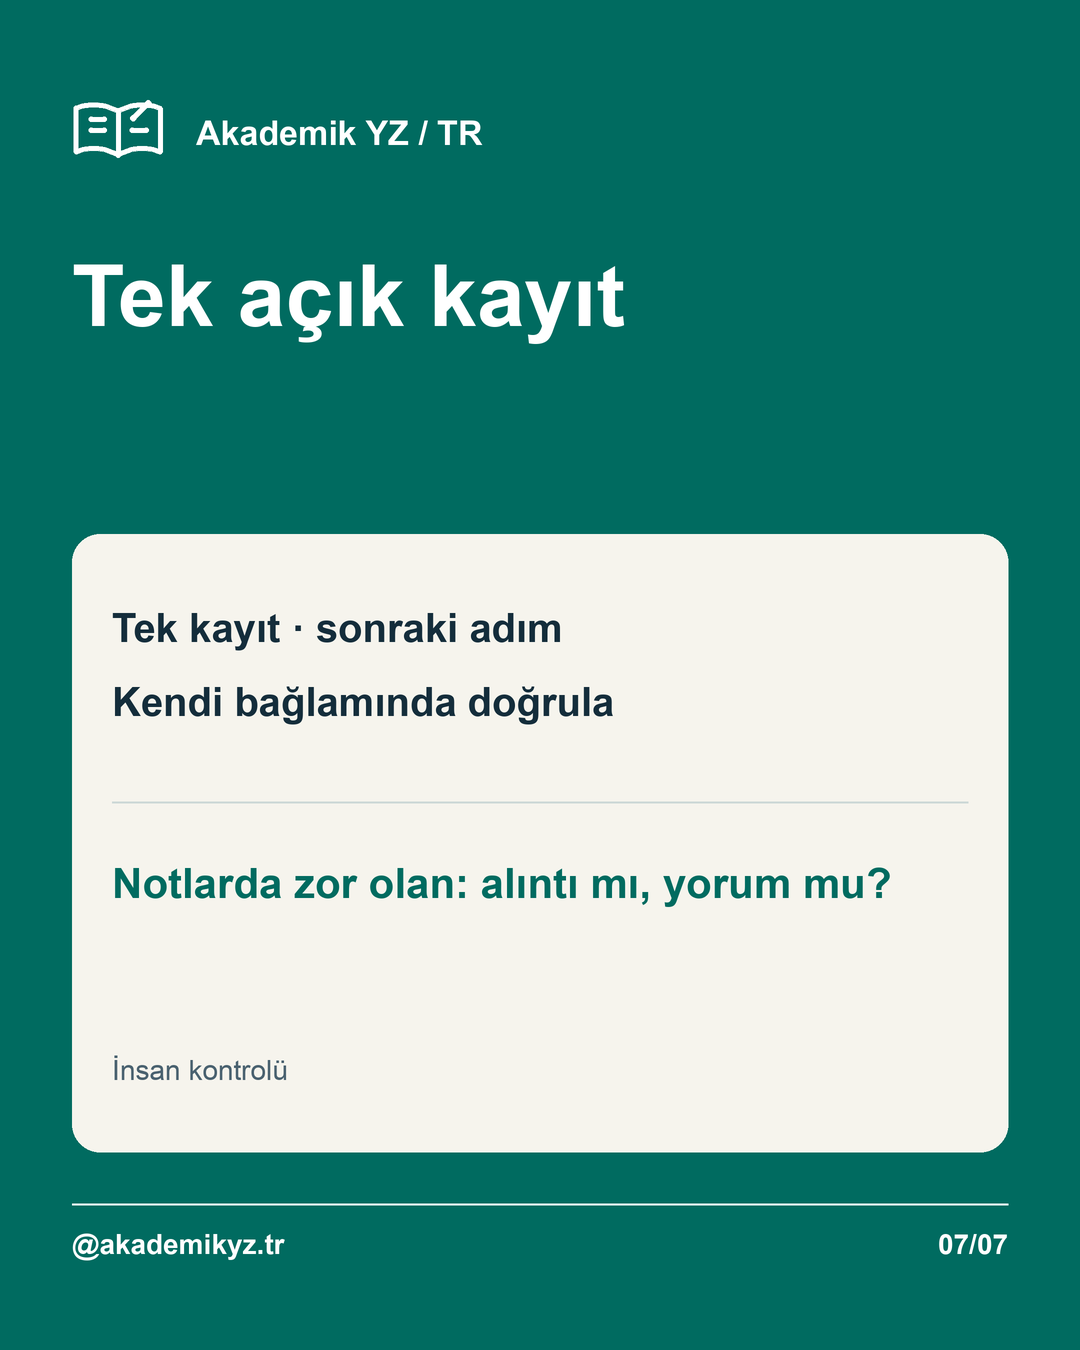 Akademik YZ / TR
Tek açık kayıt
Tek kayıt · sonraki adım
Kendi bağlamında doğrula
Notlarda zor olan: alıntı mı, yorum mu?
İnsan kontrolü
@akademikyz.tr
07/07